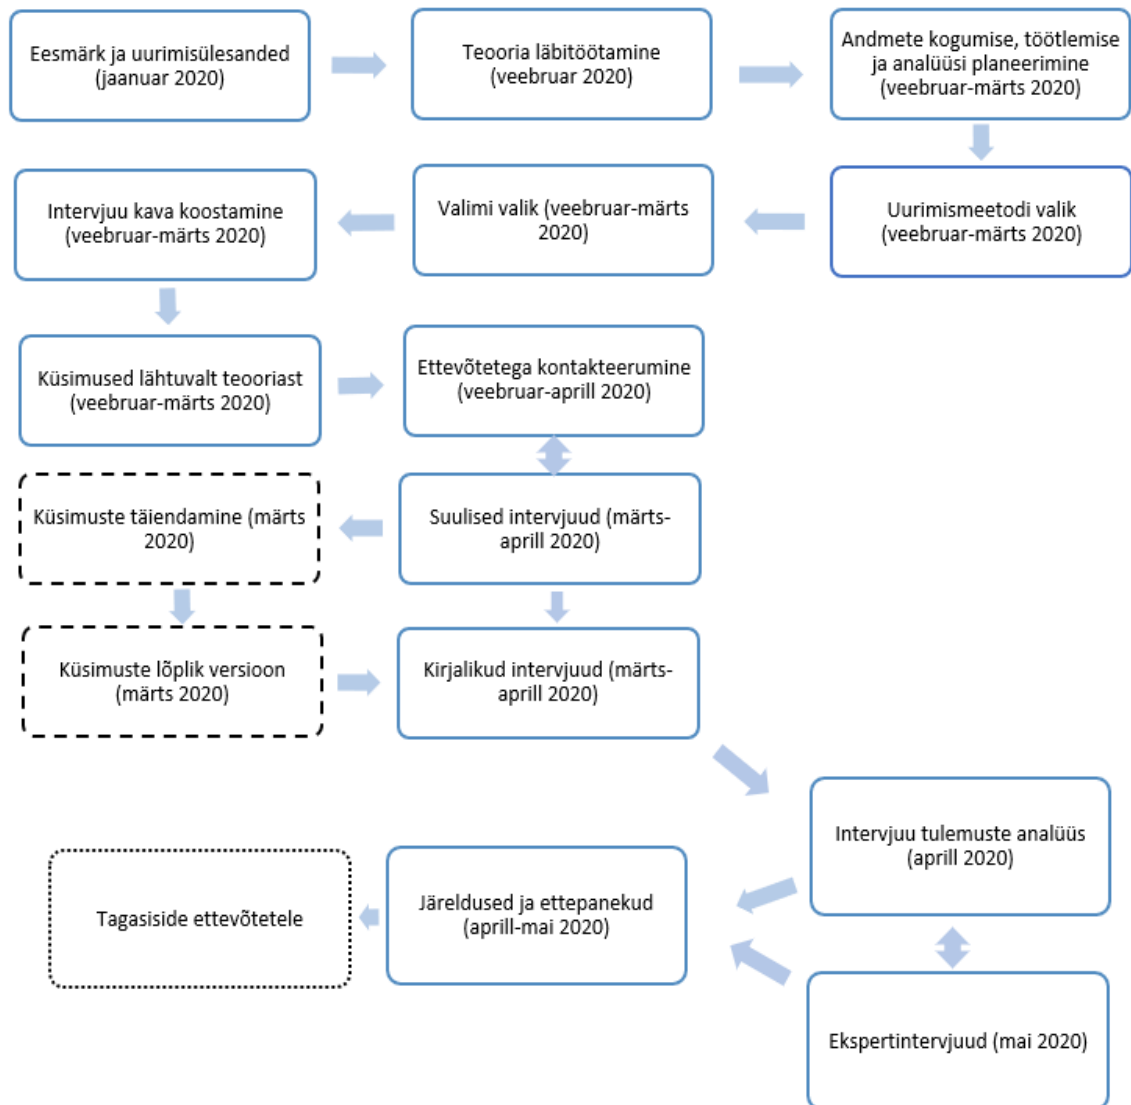 Eesmärk ja uurimisülesanded
(jaanuar 2020)
Teooria läbitöötamine
(veebruar 2020)
Andmete kogumise, töötlemise
ja analüüsi planeerimine
(veebruar-märts 2020)
Intervjuu kava koostamine
(veebruar-märts 2020)
Valimi valik (veebruar-märts
2020)
Uurimismeetodi valik
(veebruar-märts 2020)
Küsimused lähtuvalt teooriast
(veebruar-märts 2020)
Ettevõtetega kontakteerumine
(veebruar-aprill 2020)
Küsimuste täiendamine (märts
2020)
Suulised intervjuud (märts-
aprill 2020)
Küsimuste lõplik versioon
(märts 2020)
Kirjalikud intervjuud (märts-
aprill 2020)
Intervjuu tulemuste analüüs
(aprill 2020)
Tagasiside ettevõtetele
Järeldused ja ettepanekud
(aprill-mai 2020)
Ekspertintervjuud (mai 2020)